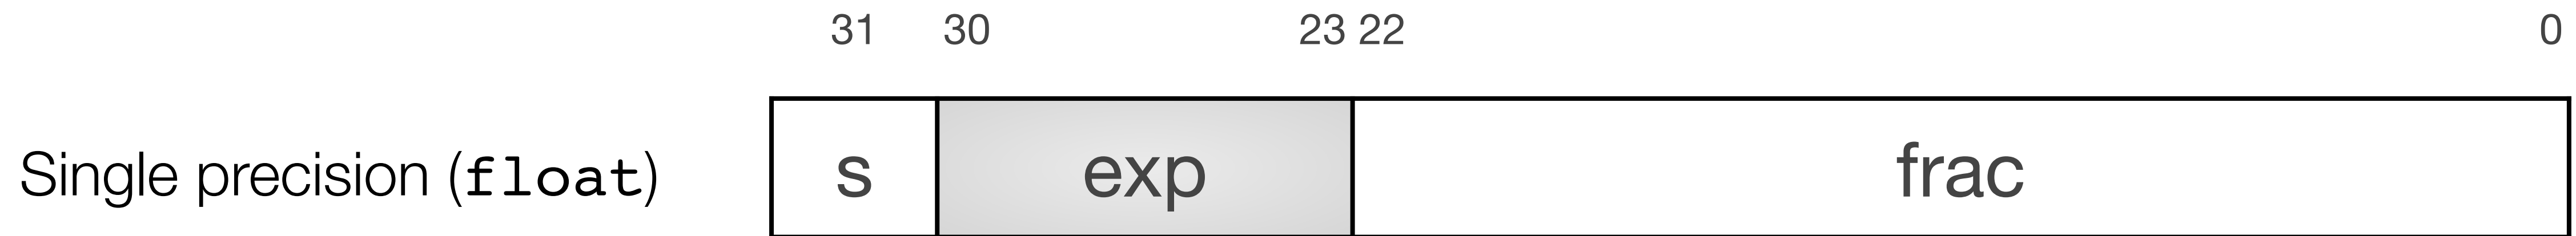 31 30 23 22 0
Single precision (float) s exp frac